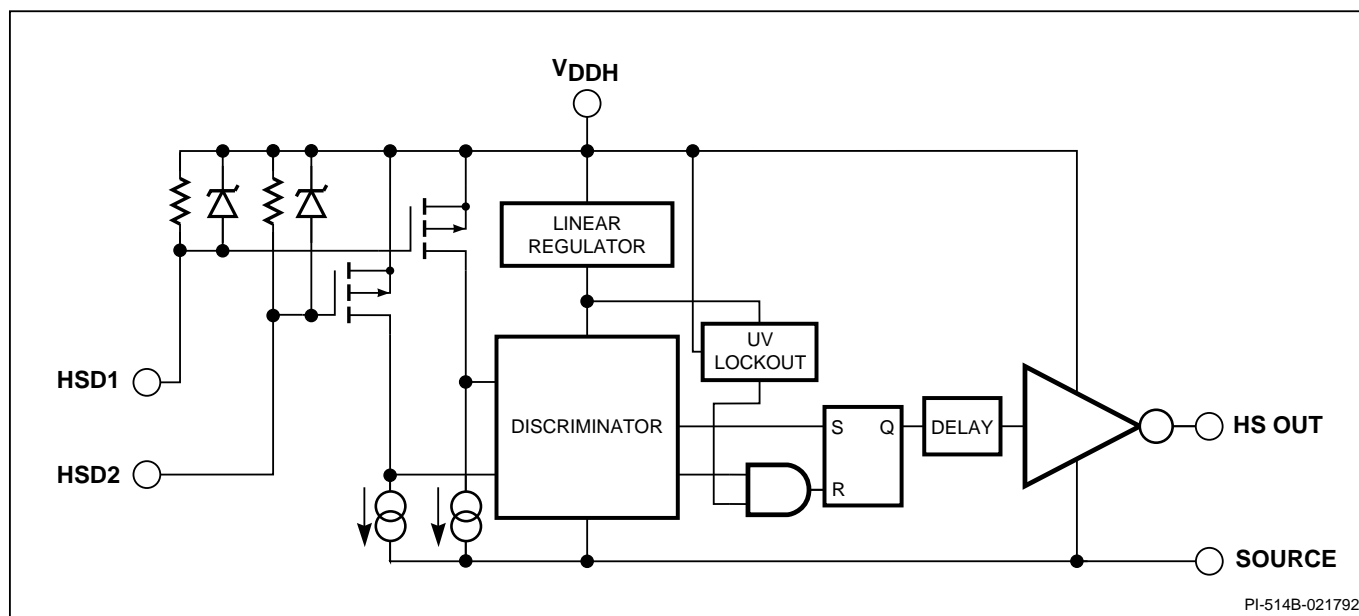 VDDH
LINEAR
REGULATOR
UV
LOCKOUT
HSD1
DISCRIMINATOR
S Q
DELAY
HS OUT
HSD2
R
SOURCE
PI-514B-021792